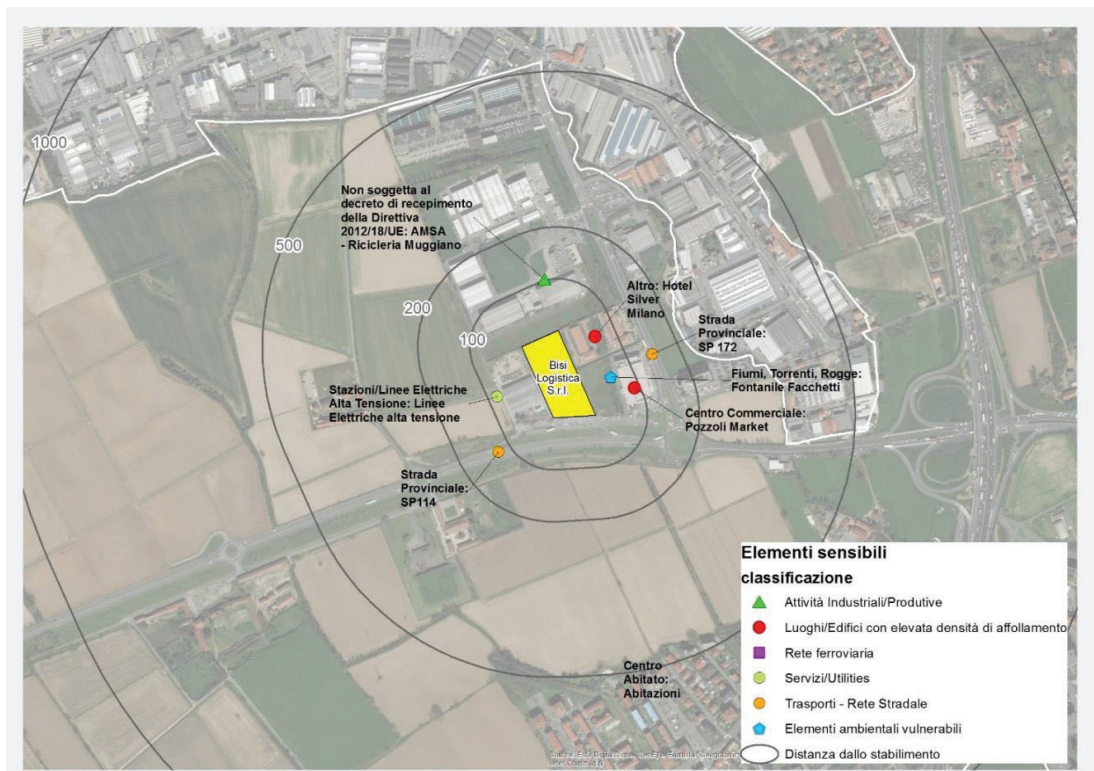 1000
Non soggetta al
decreto di recepimento
della Direttiva
2012/18/UE: AMSA
- Ricicleria Muggiano
500
200
100
Altro: Hotel
Silver
Milano
Strada
Provinciale:
SP 172
Bisi
Logistica
S.r.l.
Fiumi, Torrenti, Rogge:
Fontanile Facchetti
Stazioni/Linee Elettriche
Alta Tensione: Linee
Elettriche alta tensione
Centro Commerciale:
Pozzoli Market
Strada
Provinciale:
SP114
Centro
Abitato:
Abitazioni
Elementi sensibili
classificazione
Attività Industriali/Produtive
Luoghi/Edifici con elevata densità di affollamento
Rete ferroviaria
Servizi/Utilities
Trasporti - Rete Stradale
Elementi ambientali vulnerabili
Distanza dallo stabilimento